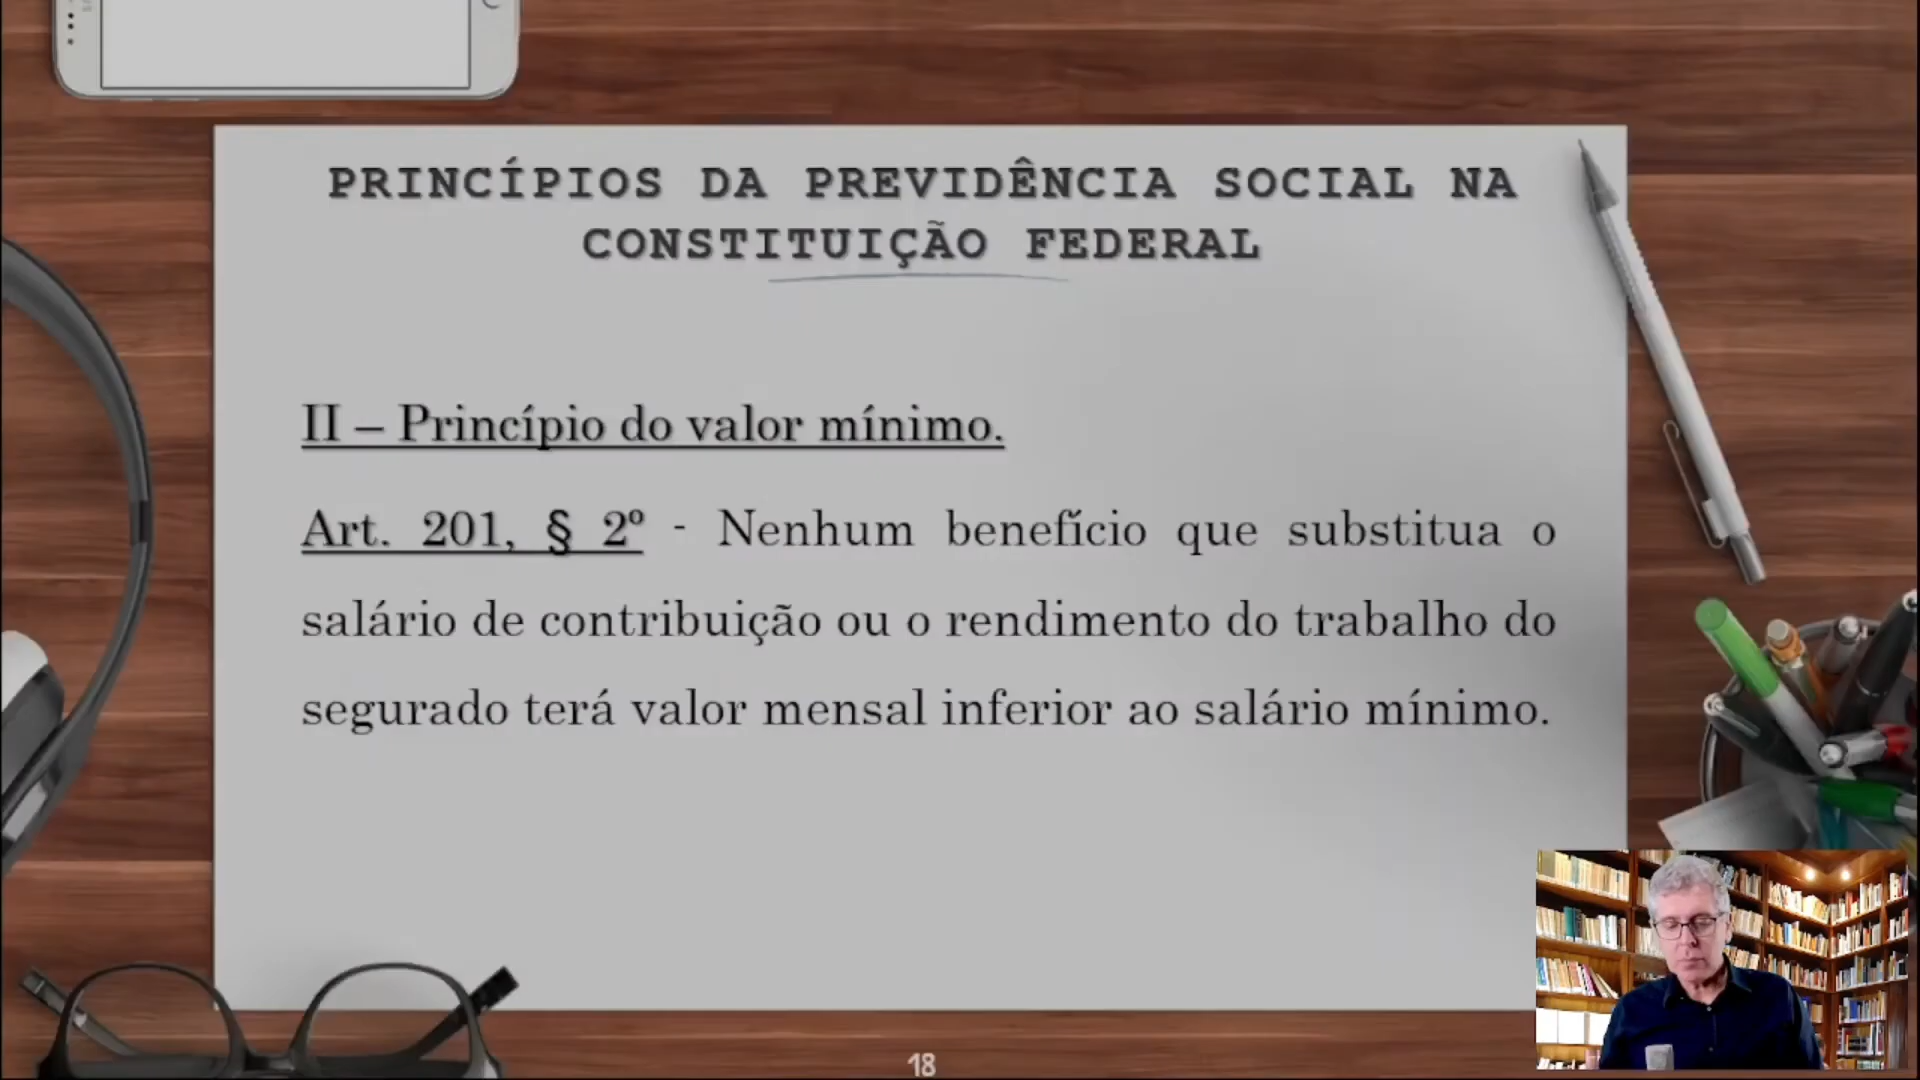 PRINCÍPIOS DA PREVIDÊNCIA SOCIAL NA
CONSTITUIÇÃO FEDERAL
II – Princípio do valor mínimo.
Art. 201, § 2º - Nenhum benefício que substitua o
salário de contribuição ou o rendimento do trabalho do
segurado terá valor mensal inferior ao salário mínimo.
18